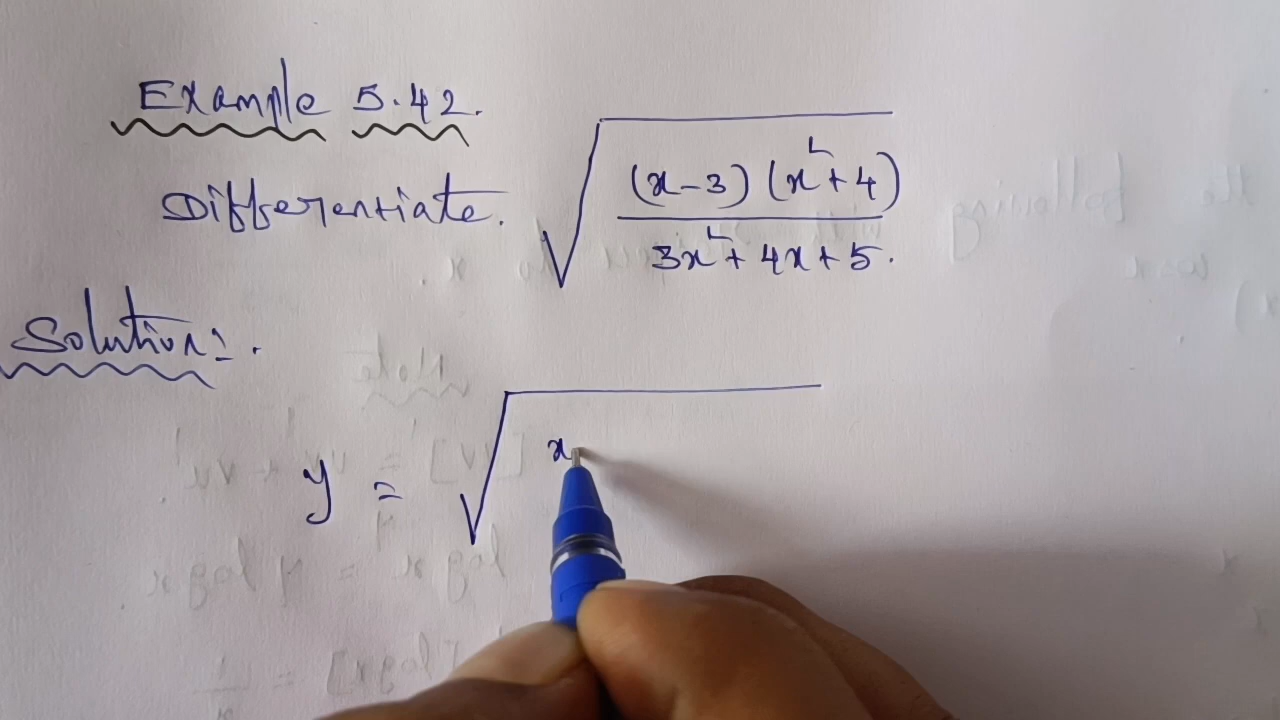 Example 5.42.
Differentiate. √((x-3)(x²+4)/(3x²+4x+5.))
Solution:.
y = √(x-